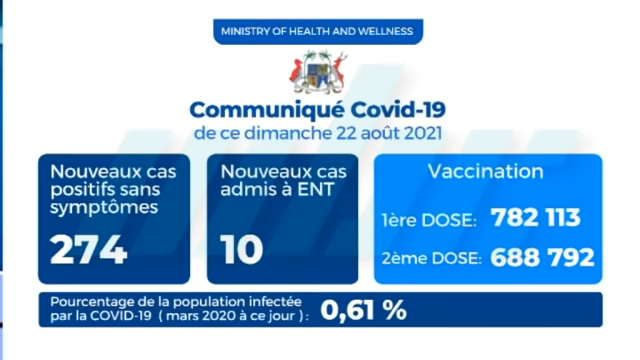 MINISTRY OF HEALTH AND WELLNESS
Communiqué Covid-19
de ce dimanche 22 août 2021
Nouveaux cas
positifs sans
symptômes
274
Nouveaux cas
admis à ENT
10
Vaccination
1ère DOSE: 782 113
2ème DOSE: 688 792
Pourcentage de la population infectée
par la COVID-19 ( mars 2020 à ce jour ) : 0,61 %